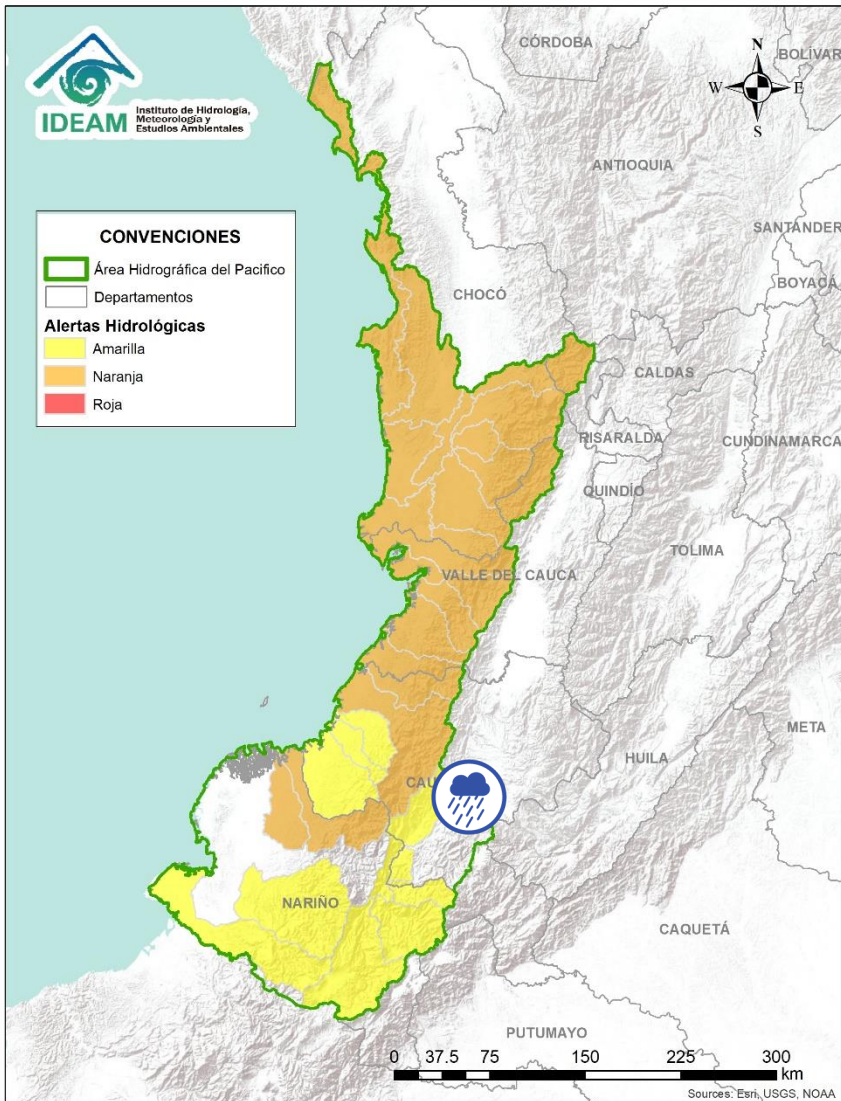 IDEAM
Instituto de Hidrología,
Meteorología y
Estudios Ambientales
CÓRDOBA
BOLÍVAR
N
W
E
S
ANTIOQUIA
SANTANDER
BOYACÁ
CONVENCIONES
Área Hidrográfica del Pacifico
Departamentos
Alertas Hidrológicas
Amarilla
Naranja
Roja
CHOCÓ
CALDAS
RISARALDA
CUNDINAMARCA
QUINDÍO
TOLIMA
VALLE DEL CAUCA
META
HUILA
CAU
NARIÑO
CAQUETÁ
PUTUMAYO
0 37.5 75 150 225 300
km
Sources: Esri, USGS, NOAA